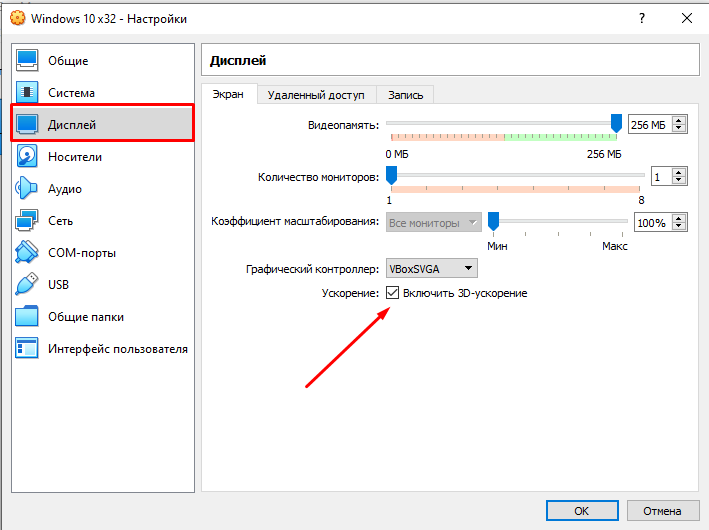 Windows 10 x32 - Настройки
?
Общие
Система
Дисплей
Носители
Аудио
Сеть
COM-порты
USB
Общие папки
Интерфейс пользователя
Дисплей
Экран Удаленный доступ Запись
Видеопамять: 256 МБ
0 МБ 256 МБ
Количество мониторов: 1
1 8
Коэффициент масштабирования: Все мониторы 100%
Мин Макс
Графический контроллер: VBoxSVGA
Ускорение: Включить 3D-ускорение
OK Отмена